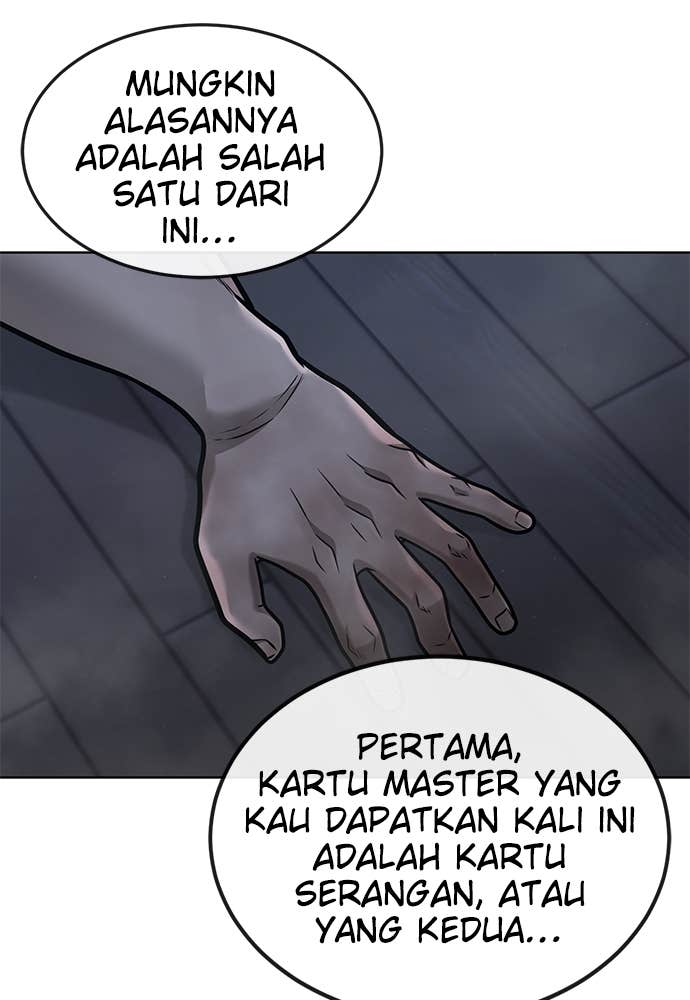 MUNGKIN
ALASANNYA
ADALAH SALAH
SATU DARI
INI...
PERTAMA,
KARTU MASTER YANG
KAU DAPATKAN KALI INI
ADALAH KARTU
SERANGAN, ATAU
YANG KEDUA...